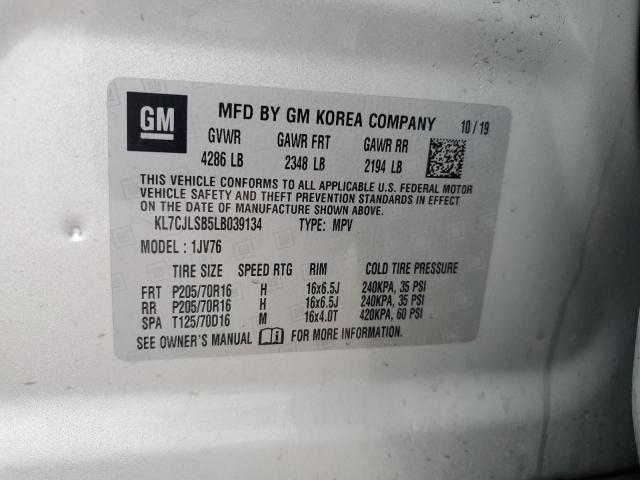 GM
MFD BY GM KOREA COMPANY 10/19
GVWR GAWR FRT GAWR RR
4286 LB 2348 LB 2194 LB
THIS VEHICLE CONFORMS TO ALL APPLICABLE U.S. FEDERAL MOTOR
VEHICLE SAFETY AND THEFT PREVENTION STANDARDS IN EFFECT ON
THE DATE OF MANUFACTURE SHOWN ABOVE.
KL7CJLSB5LB039134 TYPE: MPV
MODEL : 1JV76
TIRE SIZE SPEED RTG RIM COLD TIRE PRESSURE
FRT P205/70R16 H 16x6.5J 240KPA, 35 PSI
RR P205/70R16 H 16x6.5J 240KPA, 35 PSI
SPA T125/70D16 M 16x4.0T 420KPA, 60 PSI
SEE OWNER'S MANUAL FOR MORE INFORMATION.